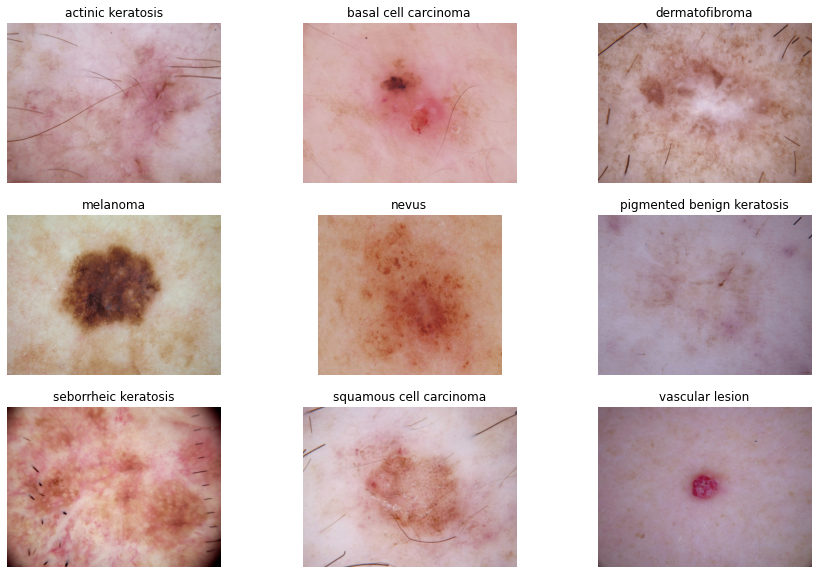 actinic keratosis
basal cell carcinoma
dermatofibroma
melanoma
nevus
pigmented benign keratosis
seborrheic keratosis
squamous cell carcinoma
vascular lesion